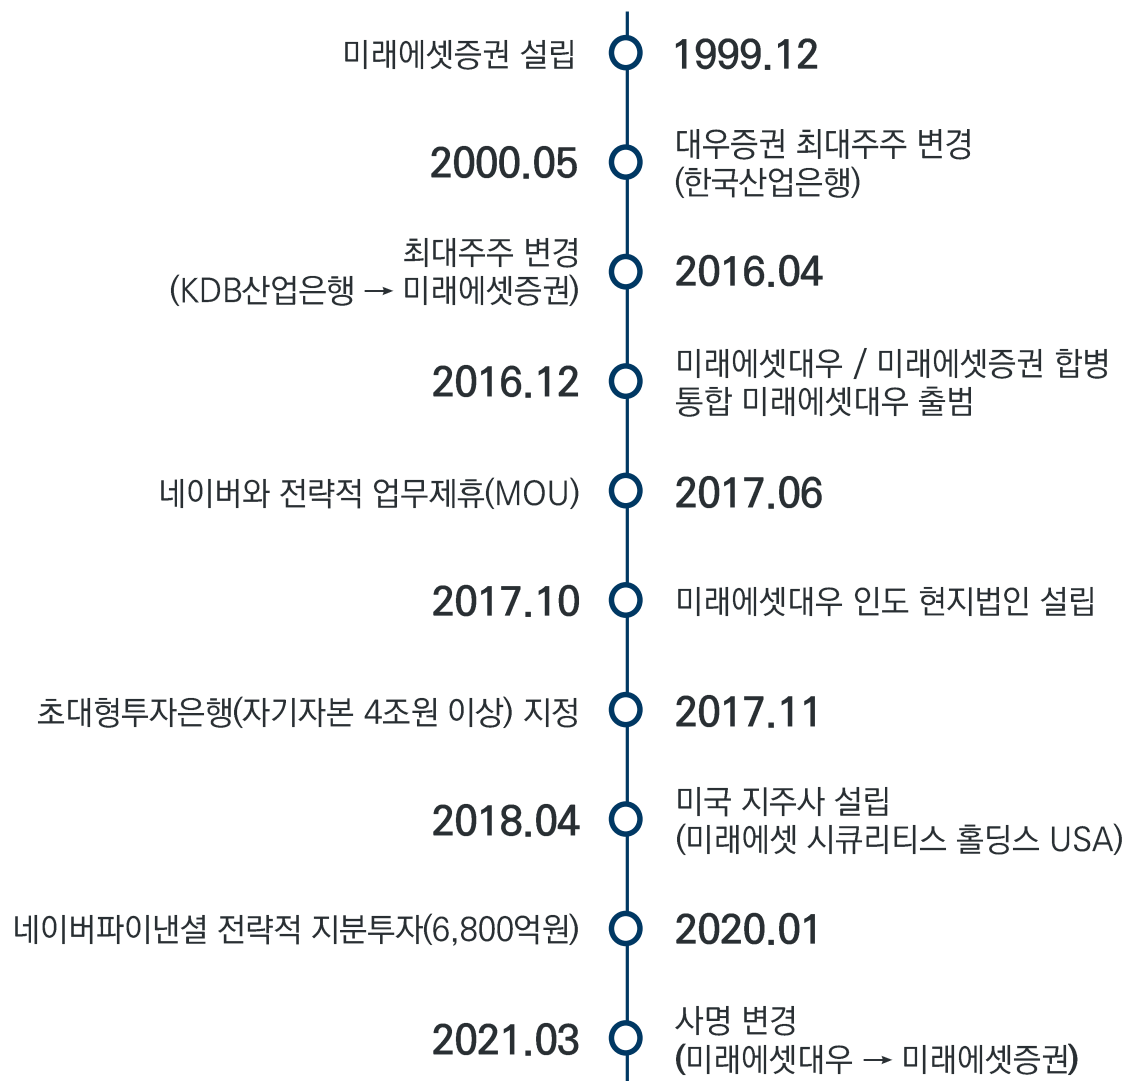 미래에셋증권 설립
1999.12
2000.05
대우증권 최대주주 변경
(한국산업은행)
최대주주 변경
(KDB산업은행 → 미래에셋증권)
2016.04
2016.12
미래에셋대우 / 미래에셋증권 합병
통합 미래에셋대우 출범
네이버와 전략적 업무제휴(MOU)
2017.06
2017.10
미래에셋대우 인도 현지법인 설립
초대형투자은행(자기자본 4조원 이상) 지정
2017.11
2018.04
미국 지주사 설립
(미래에셋 시큐리티스 홀딩스 USA)
네이버파이낸셜 전략적 지분투자(6,800억원)
2020.01
2021.03
사명 변경
(미래에셋대우 → 미래에셋증권)